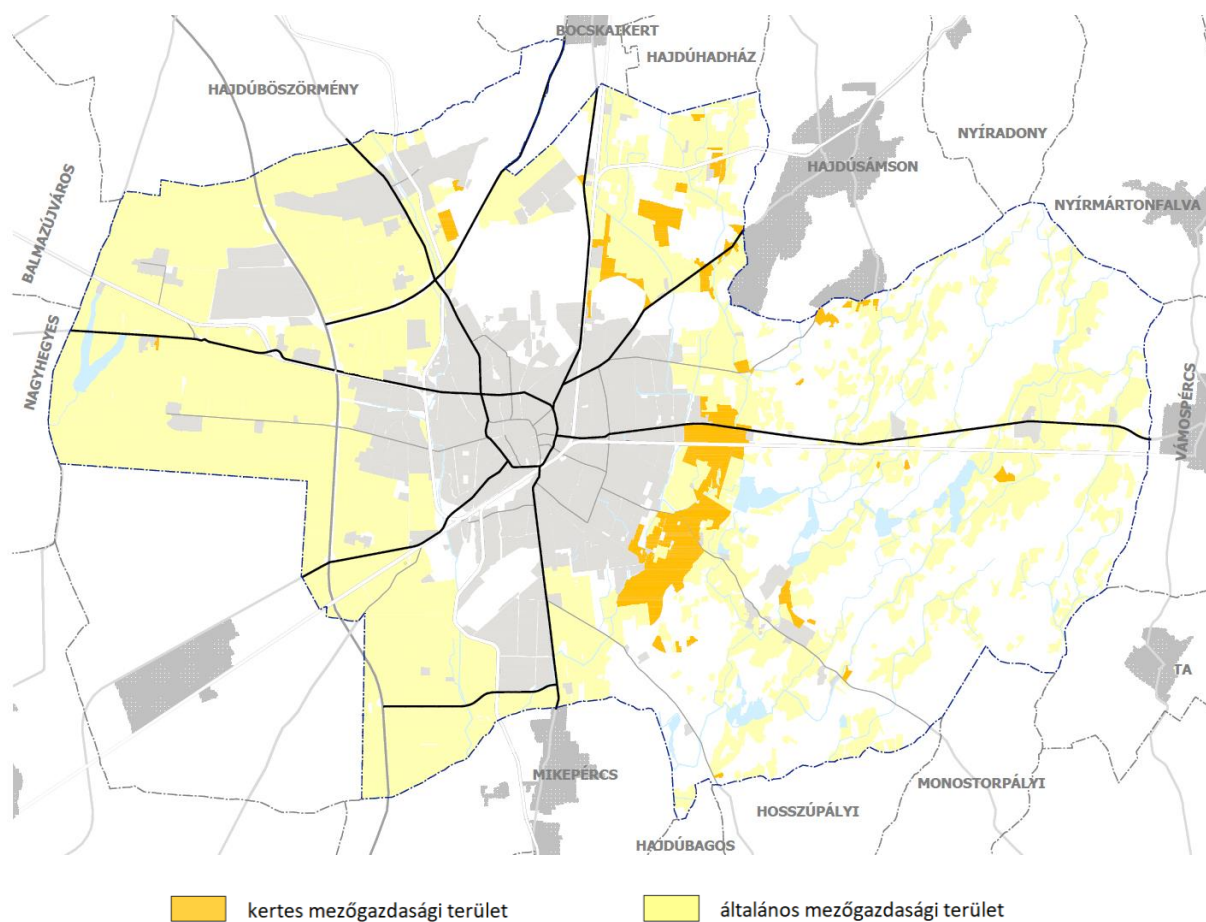 BOCSKAIKERT
HAJDÚHADHÁZ
HAJDÚBÖSZÖRMÉNY
NYÍRADONY
HAJDÚSÁMSON
NYÍRMÁRTONFALVA
BALMAZÚJVÁROS
NAGYHEGYES
VÁMOSPÉRCS
TA
MIKEPÉRCS
MONOSTORPÁLYI
HOSSZÚPÁLYI
HAJDÚBAGOS
kertes mezőgazdasági terület
általános mezőgazdasági terület